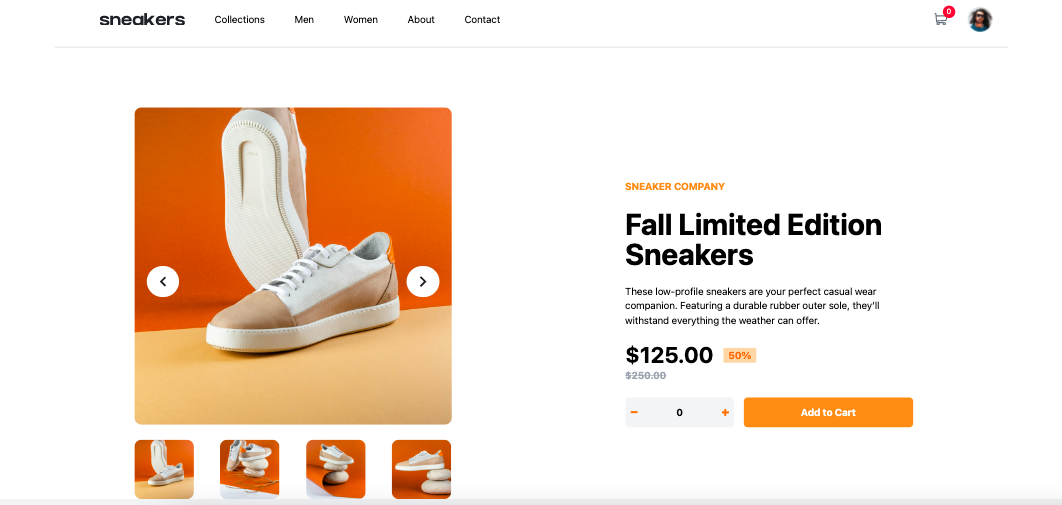 sneakers
Collections
Men
Women
About
Contact
0
SNEAKER COMPANY
Fall Limited Edition
Sneakers
These low-profile sneakers are your perfect casual wear
companion. Featuring a durable rubber outer sole, they'll
withstand everything the weather can offer.
$125.00 50%
$250.00
- 0 +
Add to Cart